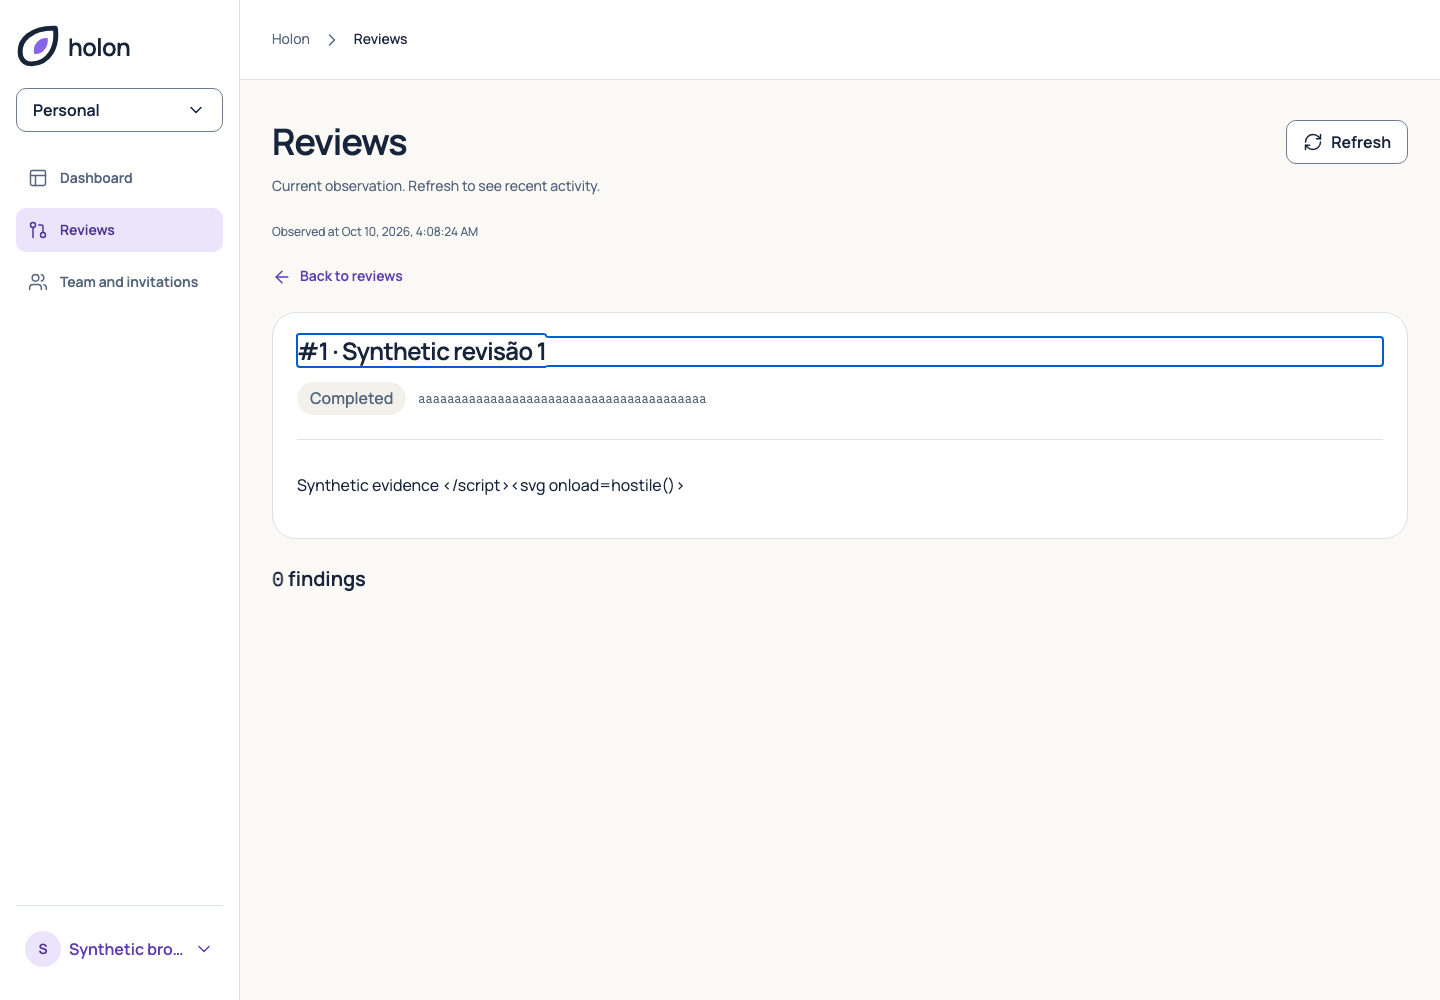 holon
Personal
Dashboard
Reviews
Team and invitations
Synthetic bro...
S
Holon
Reviews
Reviews
Refresh
Current observation. Refresh to see recent activity.
Observed at Oct 10, 2026, 4:08:24 AM
Back to reviews
#1 · Synthetic revisão 1
Completed
aaaaaaaaaaaaaaaaaaaaaaaaaaaaaaaaaaaaaaaa
Synthetic evidence </script><svg onload=hostile()>
0 findings